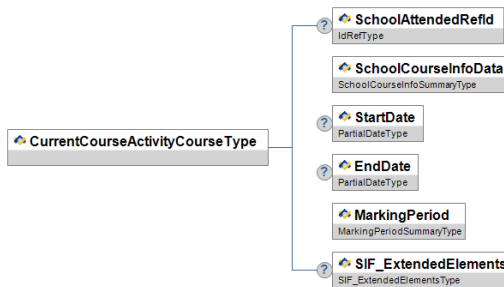 ? SchoolAttendedRefId
IdRefType
SchoolCourseInfoData
SchoolCourseInfoSummaryType
? StartDate
PartialDateType
CurrentCourseActivityCourseType
? EndDate
PartialDateType
MarkingPeriod
MarkingPeriodSummaryType
? SIF_ExtendedElements
SIF_ExtendedElementsType